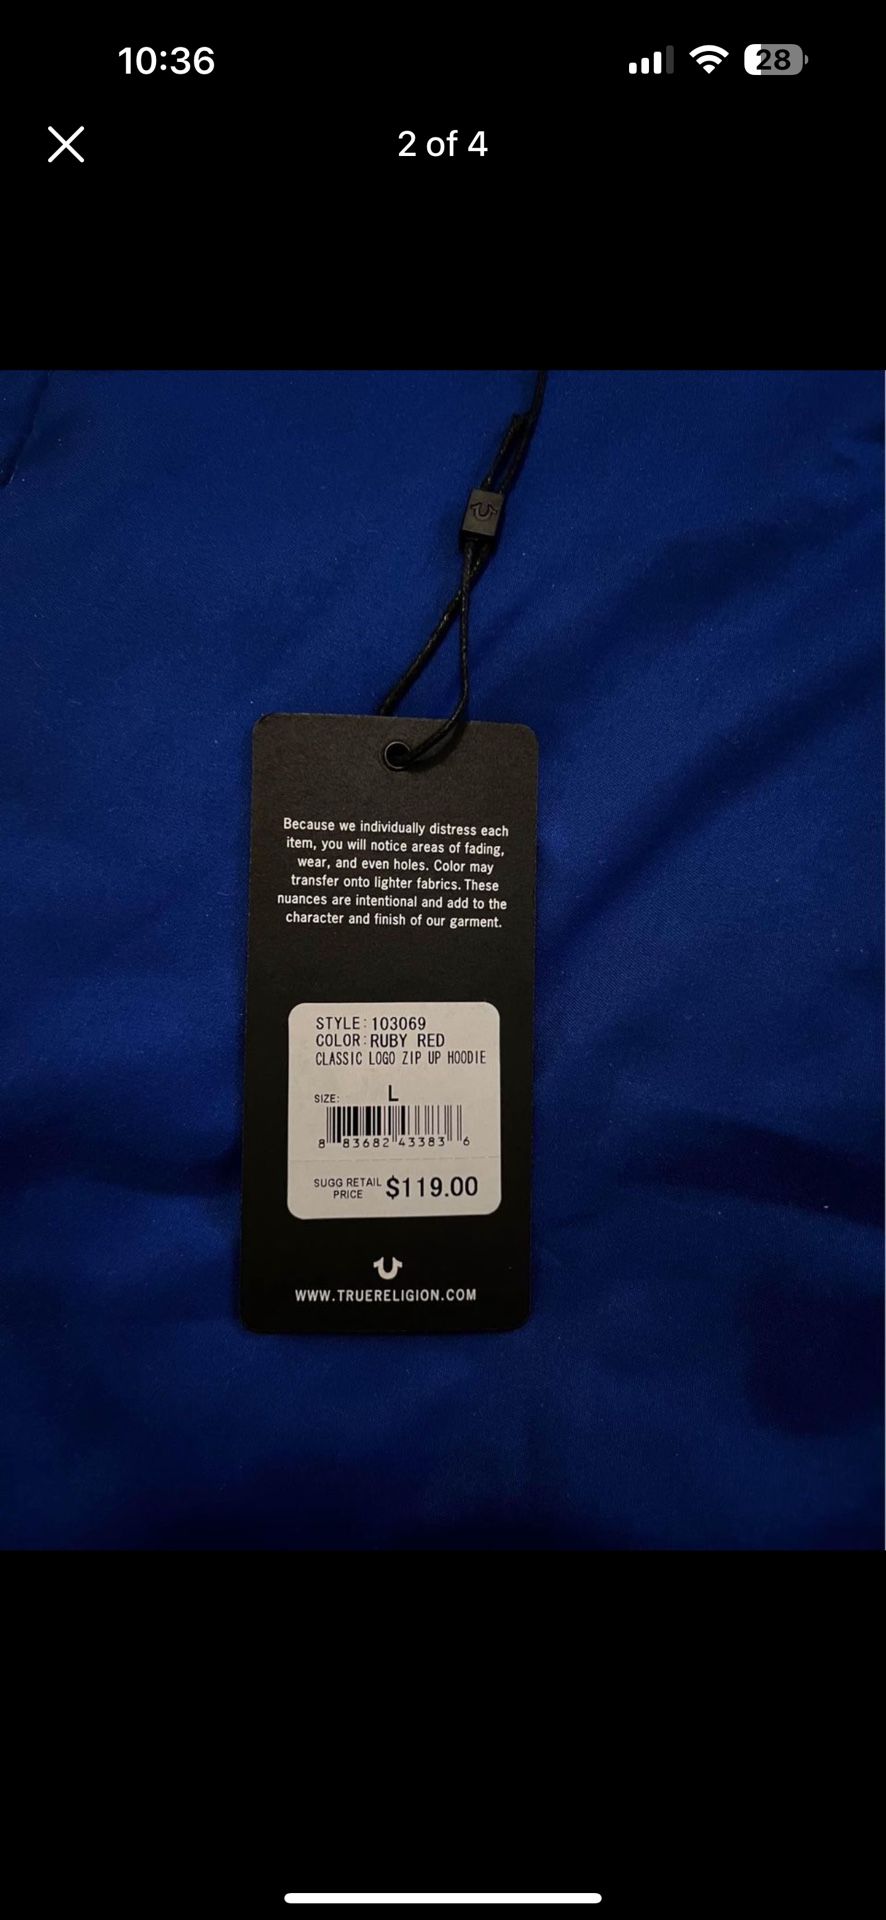 10:36
28
2 of 4
Because we individually distress each
item, you will notice areas of fading,
wear, and even holes. Color may
transfer onto lighter fabrics. These
nuances are intentional and add to the
character and finish of our garment.
STYLE: 103069
COLOR: RUBY RED
CLASSIC LOGO ZIP UP HOODIE
SIZE: L
8 83682 43383 6
SUGG RETAIL PRICE $119.00
WWW.TRUERELIGION.COM